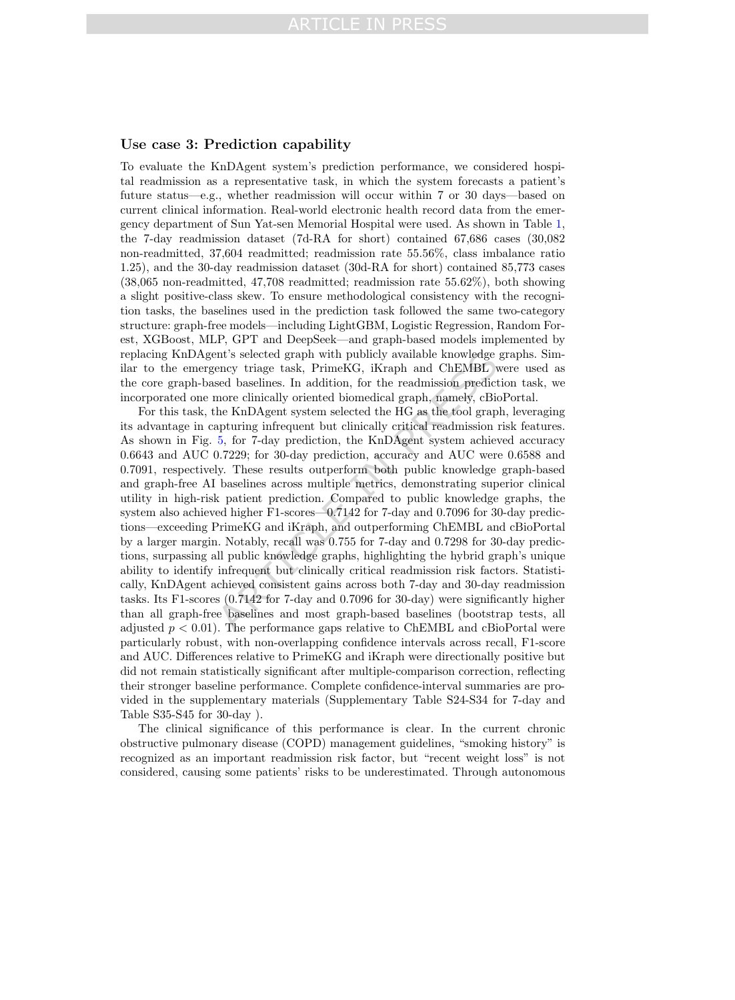 ARTICLE IN PRESS
Use case 3: Prediction capability
To evaluate the KnDAgent system's prediction performance, we considered hospi-
tal readmission as a representative task, in which the system forecasts a patient's
future status—e.g., whether readmission will occur within 7 or 30 days—based on
current clinical information. Real-world electronic health record data from the emer-
gency department of Sun Yat-sen Memorial Hospital were used. As shown in Table 1,
the 7-day readmission dataset (7d-RA for short) contained 67,686 cases (30,082
non-readmitted, 37,604 readmitted; readmission rate 55.56%, class imbalance ratio
1.25), and the 30-day readmission dataset (30d-RA for short) contained 85,773 cases
(38,065 non-readmitted, 47,708 readmitted; readmission rate 55.62%), both showing
a slight positive-class skew. To ensure methodological consistency with the recogni-
tion tasks, the baselines used in the prediction task followed the same two-category
structure: graph-free models—including LightGBM, Logistic Regression, Random For-
est, XGBoost, MLP, GPT and DeepSeek—and graph-based models implemented by
replacing KnDAgent's selected graph with publicly available knowledge graphs. Sim-
ilar to the emergency triage task, PrimeKG, iKraph and ChEMBL were used as
the core graph-based baselines. In addition, for the readmission prediction task, we
incorporated one more clinically oriented biomedical graph, namely, cBioPortal.
For this task, the KnDAgent system selected the HG as the tool graph, leveraging
its advantage in capturing infrequent but clinically critical readmission risk features.
As shown in Fig. 5, for 7-day prediction, the KnDAgent system achieved accuracy
0.6643 and AUC 0.7229; for 30-day prediction, accuracy and AUC were 0.6588 and
0.7091, respectively. These results outperform both public knowledge graph-based
and graph-free AI baselines across multiple metrics, demonstrating superior clinical
utility in high-risk patient prediction. Compared to public knowledge graphs, the
system also achieved higher F1-scores—0.7142 for 7-day and 0.7096 for 30-day predic-
tions—exceeding PrimeKG and iKraph, and outperforming ChEMBL and cBioPortal
by a larger margin. Notably, recall was 0.755 for 7-day and 0.7298 for 30-day predic-
tions, surpassing all public knowledge graphs, highlighting the hybrid graph's unique
ability to identify infrequent but clinically critical readmission risk factors. Statisti-
cally, KnDAgent achieved consistent gains across both 7-day and 30-day readmission
tasks. Its F1-scores (0.7142 for 7-day and 0.7096 for 30-day) were significantly higher
than all graph-free baselines and most graph-based baselines (bootstrap tests, all
adjusted p < 0.01). The performance gaps relative to ChEMBL and cBioPortal were
particularly robust, with non-overlapping confidence intervals across recall, F1-score
and AUC. Differences relative to PrimeKG and iKraph were directionally positive but
did not remain statistically significant after multiple-comparison correction, reflecting
their stronger baseline performance. Complete confidence-interval summaries are pro-
vided in the supplementary materials (Supplementary Table S24-S34 for 7-day and
Table S35-S45 for 30-day ).
The clinical significance of this performance is clear. In the current chronic
obstructive pulmonary disease (COPD) management guidelines, “smoking history” is
recognized as an important readmission risk factor, but “recent weight loss” is not
considered, causing some patients' risks to be underestimated. Through autonomous
ARTICLE IN PRESS